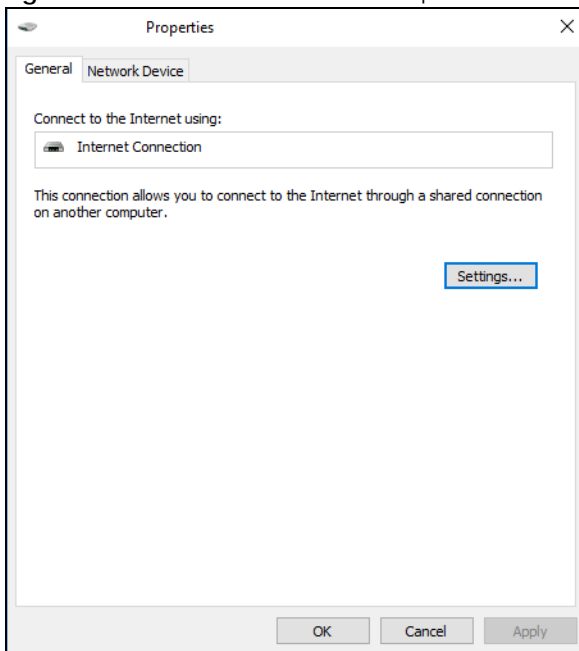 Properties
General Network Device
Connect to the Internet using:
Internet Connection
This connection allows you to connect to the Internet through a shared connection
on another computer.
Settings...
OK Cancel Apply